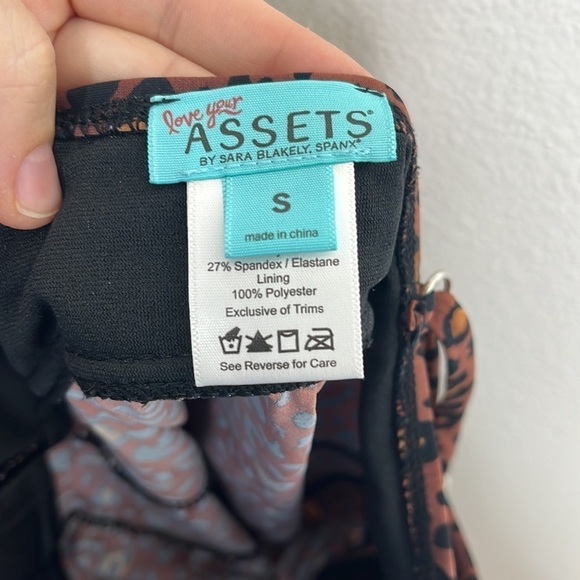 love your
ASSETS®
BY SARA BLAKELY, SPANX®
S
made in china
27% Spandex / Elastane
Lining
100% Polyester
Exclusive of Trims
See Reverse for Care